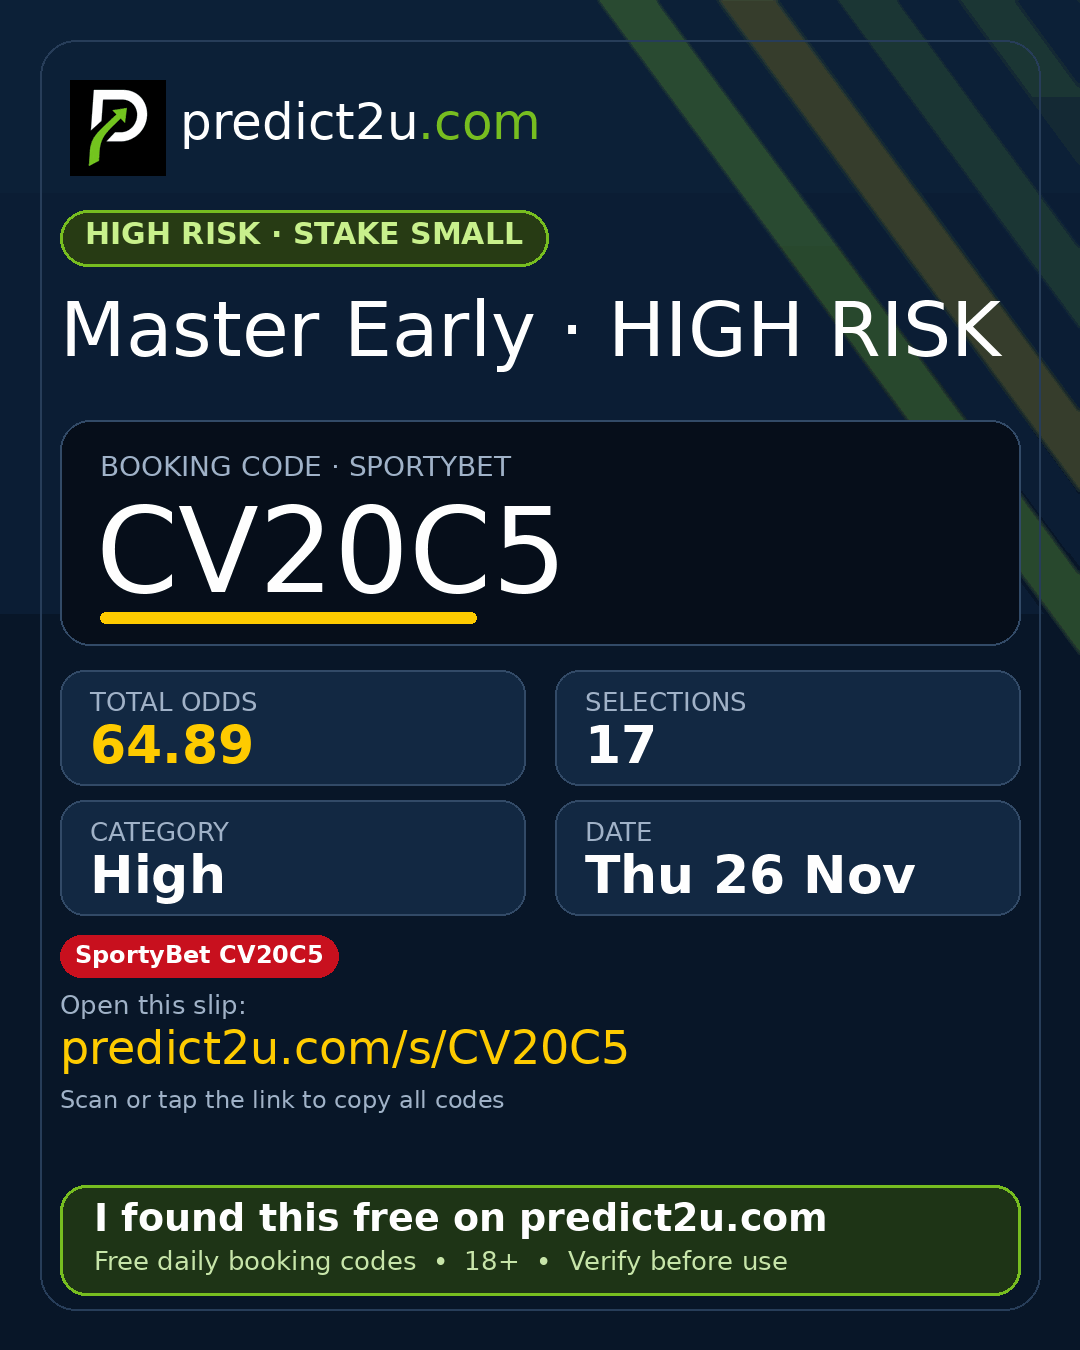 predict2u.com
HIGH RISK · STAKE SMALL
Master Early · HIGH RISK
BOOKING CODE · SPORTYBET
CV20C5
TOTAL ODDS
64.89
SELECTIONS
17
CATEGORY
High
DATE
Thu 26 Nov
SportyBet CV20C5
Open this slip:
predict2u.com/s/CV20C5
Scan or tap the link to copy all codes
I found this free on predict2u.com
Free daily booking codes • 18+ • Verify before use